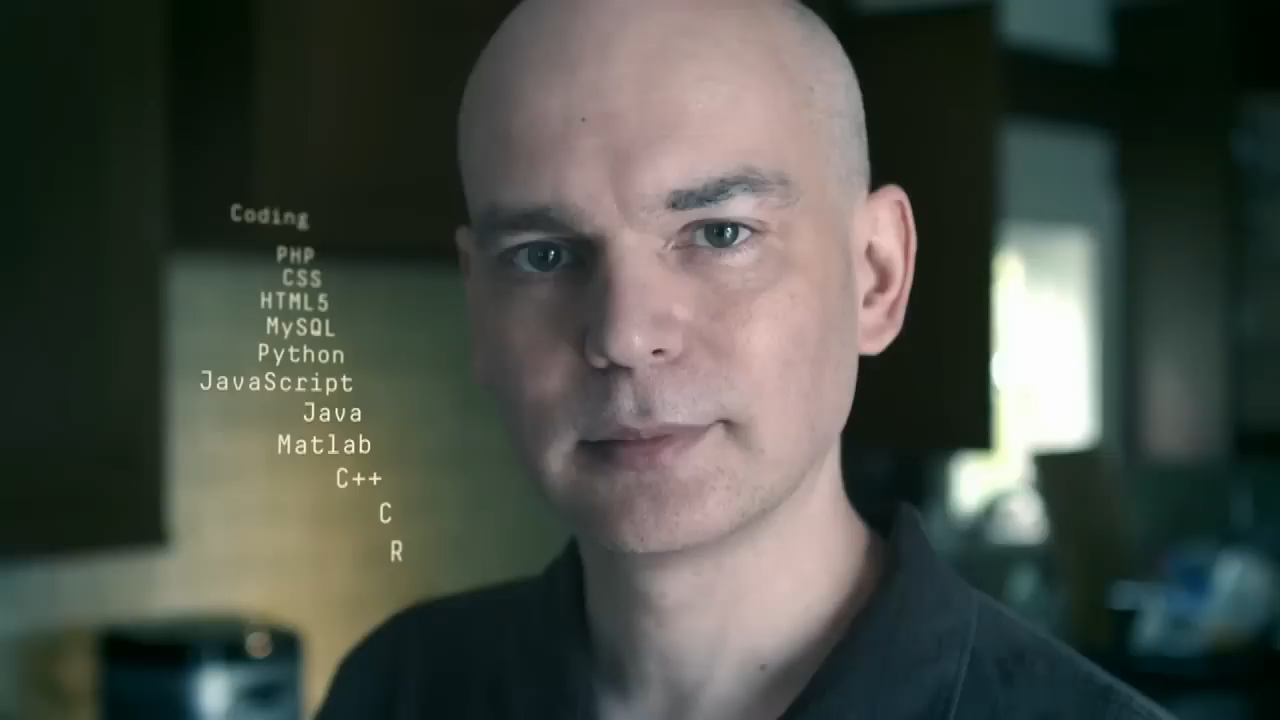 Coding
PHP
CSS
HTML5
MySQL
Python
JavaScript
Java
Matlab
C++
C
R